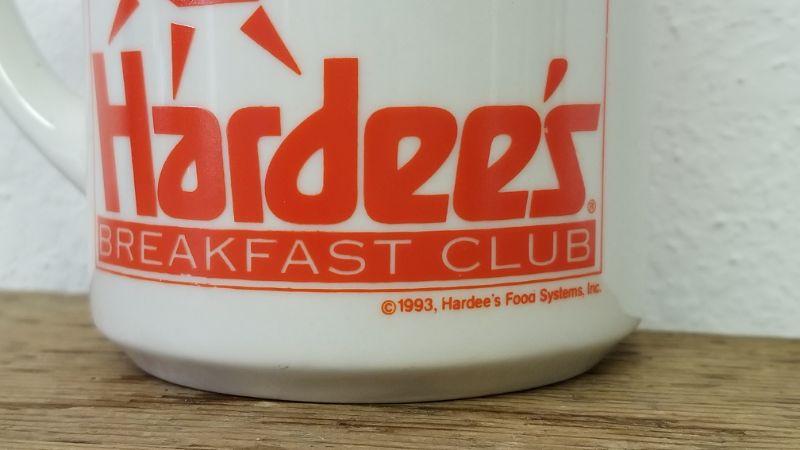 Hardee's®
BREAKFAST CLUB
©1993, Hardee's Food Systems, Inc.